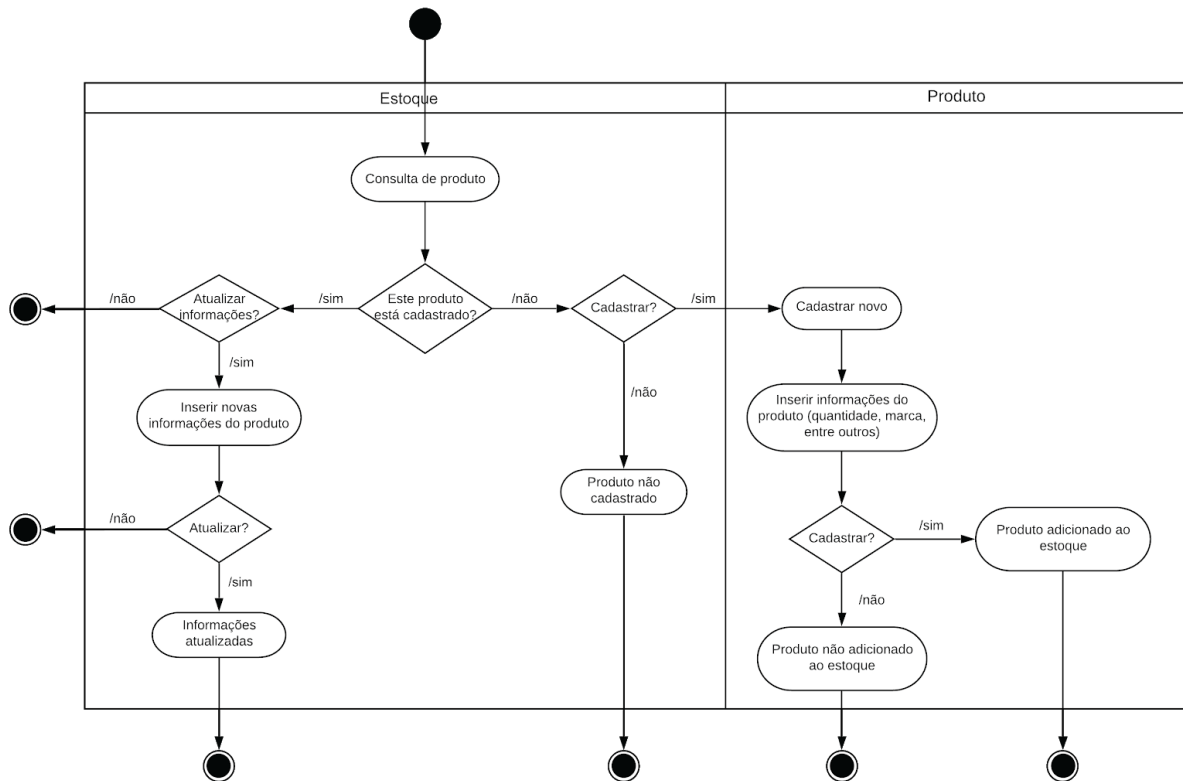 Estoque
Produto
Consulta de produto
/não
Atualizar
informações?
/sim
Este produto
está cadastrado?
/não
Cadastrar?
/sim
Cadastrar novo
/sim
Inserir novas
informações do produto
/não
Inserir informações do
produto (quantidade, marca,
entre outros)
Produto não
cadastrado
/não
Atualizar?
Cadastrar?
/sim
Produto adicionado ao
estoque
/sim
Informações
atualizadas
/não
Produto não adicionado
ao estoque